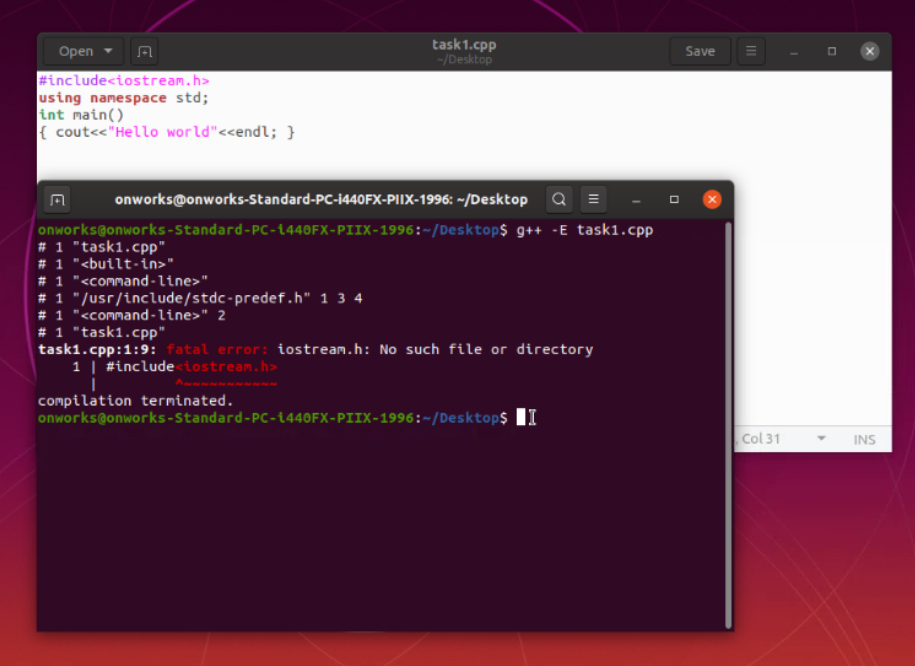 Open
task1.cpp
~/Desktop
Save
#include<iostream.h>
using namespace std;
int main()
{ cout<<"Hello world"<<endl; }
onworks@onworks-Standard-PC-i440FX-PIIX-1996: ~/Desktop
onworks@onworks-Standard-PC-i440FX-PIIX-1996:~/Desktop$ g++ -E task1.cpp
# 1 "task1.cpp"
# 1 "<built-in>"
# 1 "<command-line>"
# 1 "/usr/include/stdc-predef.h" 1 3 4
# 1 "<command-line>" 2
# 1 "task1.cpp"
task1.cpp:1:9: fatal error: iostream.h: No such file or directory
    1 | #include<iostream.h>
      |         ^~~~~~~~~~~~
compilation terminated.
onworks@onworks-Standard-PC-i440FX-PIIX-1996:~/Desktop$
, Col 31
INS